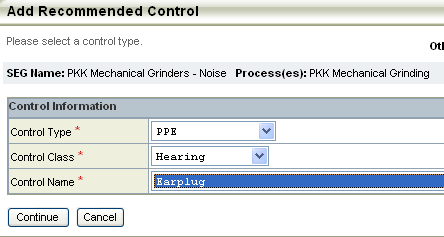 Add Recommended Control
Please select a control type.
SEG Name: PKK Mechanical Grinders - Noise Process(es): PKK Mechanical Grinding
Control Information
Control Type * PPE
Control Class * Hearing
Control Name * Earplug
Continue Cancel